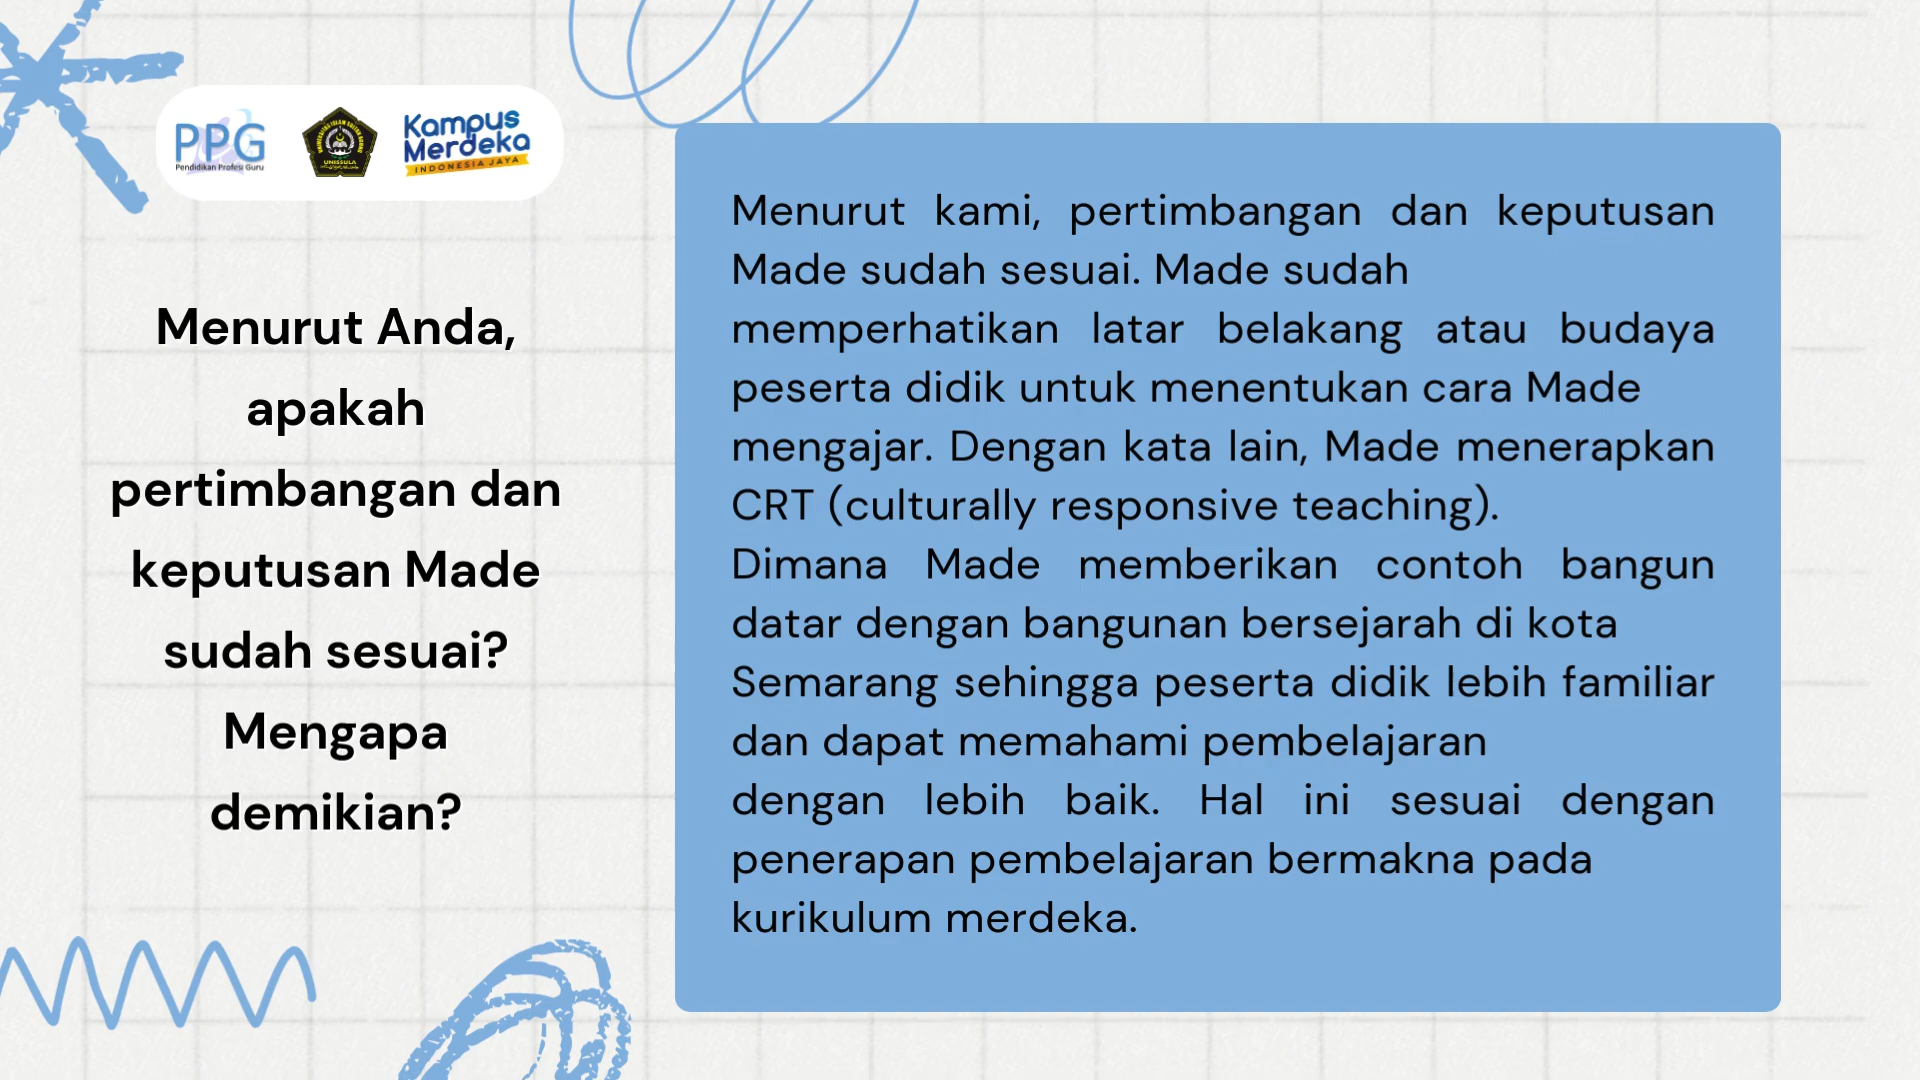 PPG
Pendidikan Profesi Guru
UNISSULA
Kampus
Merdeka
INDONESIA JAYA
Menurut Anda,
apakah
pertimbangan dan
keputusan Made
sudah sesuai?
Mengapa
demikian?
Menurut kami, pertimbangan dan keputusan
Made sudah sesuai. Made sudah
memperhatikan latar belakang atau budaya
peserta didik untuk menentukan cara Made
mengajar. Dengan kata lain, Made menerapkan
CRT (culturally responsive teaching).
Dimana Made memberikan contoh bangun
datar dengan bangunan bersejarah di kota
Semarang sehingga peserta didik lebih familiar
dan dapat memahami pembelajaran
dengan lebih baik. Hal ini sesuai dengan
penerapan pembelajaran bermakna pada
kurikulum merdeka.